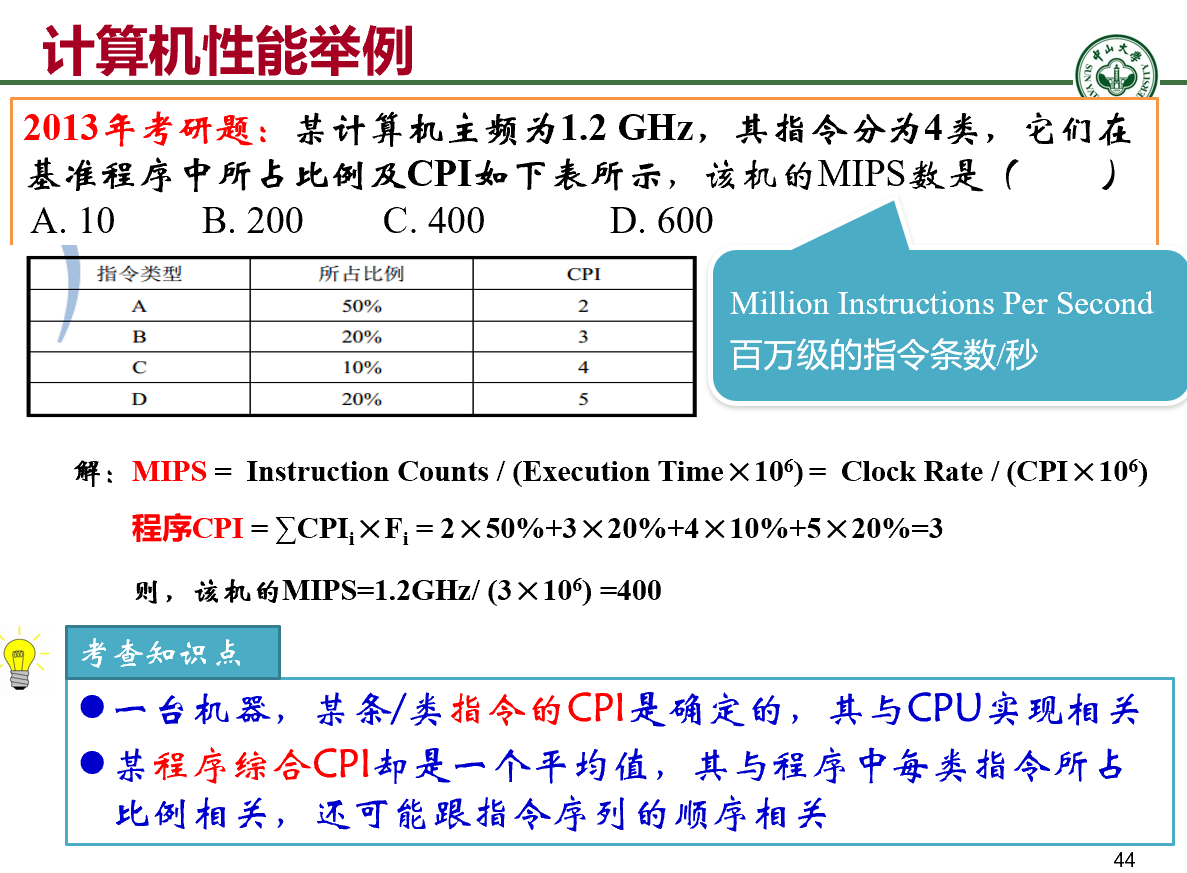 计算机性能举例
中山大学
2013年考研题：某计算机主频为1.2 GHz，其指令分为4类，它们在
基准程序中所占比例及CPI如下表所示，该机的MIPS数是（ ）
A. 10 B. 200 C. 400 D. 600
指令类型 所占比例 CPI
A 50% 2
B 20% 3
C 10% 4
D 20% 5
Million Instructions Per Second
百万级的指令条数/秒
解：MIPS = Instruction Counts / (Execution Time×10⁶) = Clock Rate / (CPI×10⁶)
程序CPI = ∑CPIᵢ×Fᵢ = 2×50%+3×20%+4×10%+5×20%=3
则，该机的MIPS=1.2GHz/ (3×10⁶) =400
考查知识点
●一台机器，某条/类指令的CPI是确定的，其与CPU实现相关
●某程序综合CPI却是一个平均值，其与程序中每类指令所占
比例相关，还可能跟指令序列的顺序相关
44